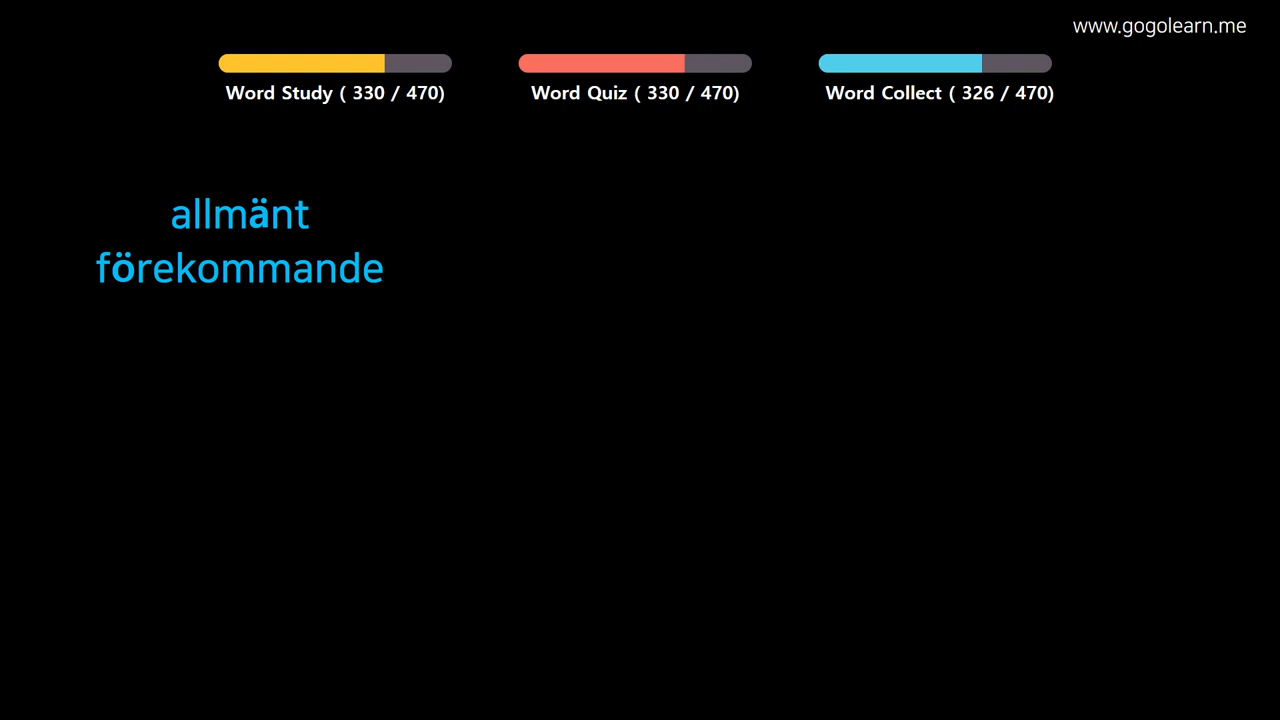 www.gogolearn.me
Word Study ( 330 / 470)
Word Quiz ( 330 / 470)
Word Collect ( 326 / 470)
allmänt
förekommande